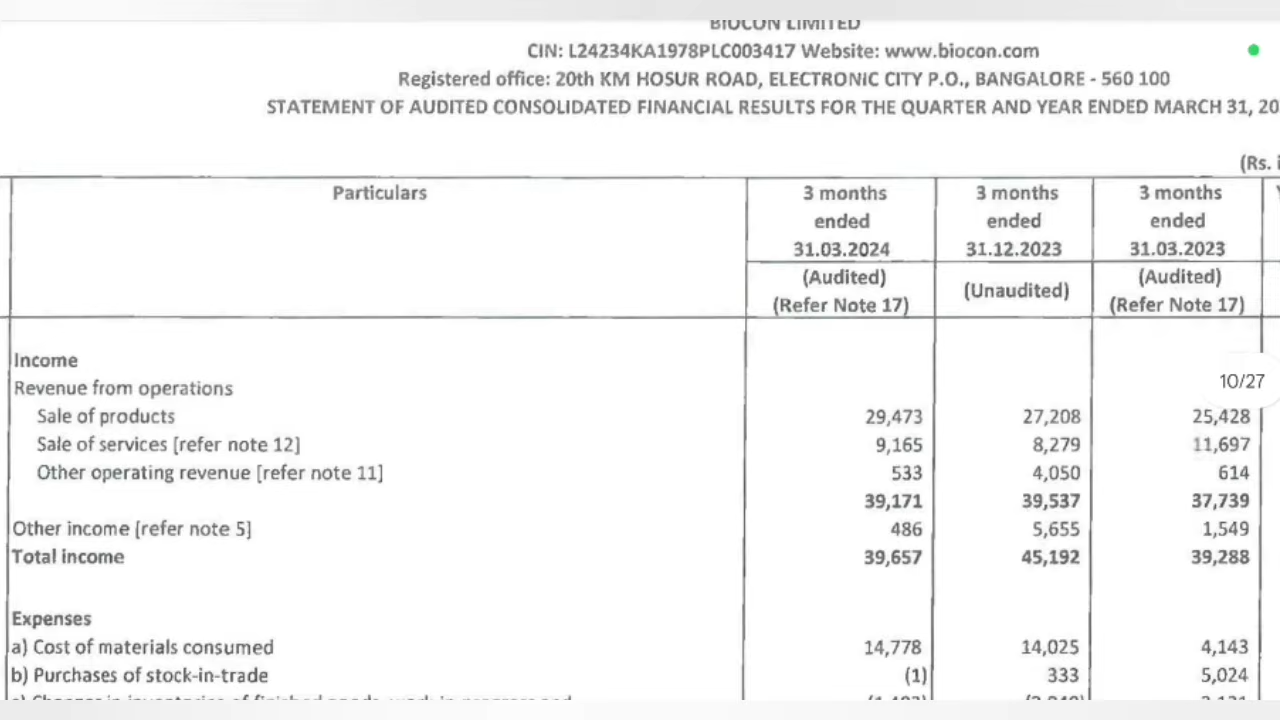 BIOCON LIMITED
CIN: L24234KA1978PLC003417 Website: www.biocon.com
Registered office: 20th KM HOSUR ROAD, ELECTRONIC CITY P.O., BANGALORE - 560 100
STATEMENT OF AUDITED CONSOLIDATED FINANCIAL RESULTS FOR THE QUARTER AND YEAR ENDED MARCH 31, 20
(Rs. i
Particulars 3 months 3 months 3 months
ended ended ended
31.03.2024 31.12.2023 31.03.2023
(Audited) (Unaudited) (Audited)
(Refer Note 17) (Refer Note 17)
Income
Revenue from operations 10/27
Sale of products 29,473 27,208 25,428
Sale of services [refer note 12] 9,165 8,279 11,697
Other operating revenue [refer note 11] 533 4,050 614
39,171 39,537 37,739
Other income [refer note 5] 486 5,655 1,549
Total income 39,657 45,192 39,288
Expenses
a) Cost of materials consumed 14,778 14,025 4,143
b) Purchases of stock-in-trade (1) 333 5,024